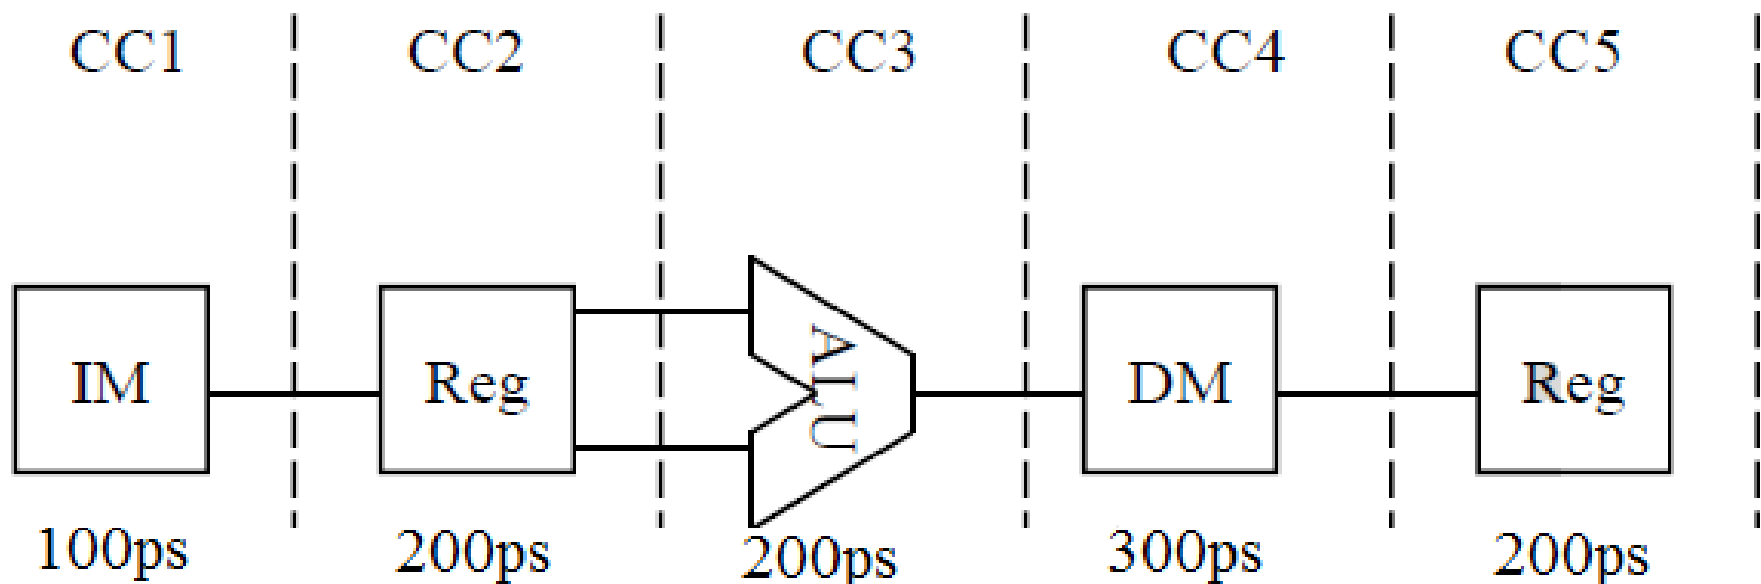 CC1 CC2 CC3 CC4 CC5
IM Reg ALU DM Reg
100ps 200ps 200ps 300ps 200ps